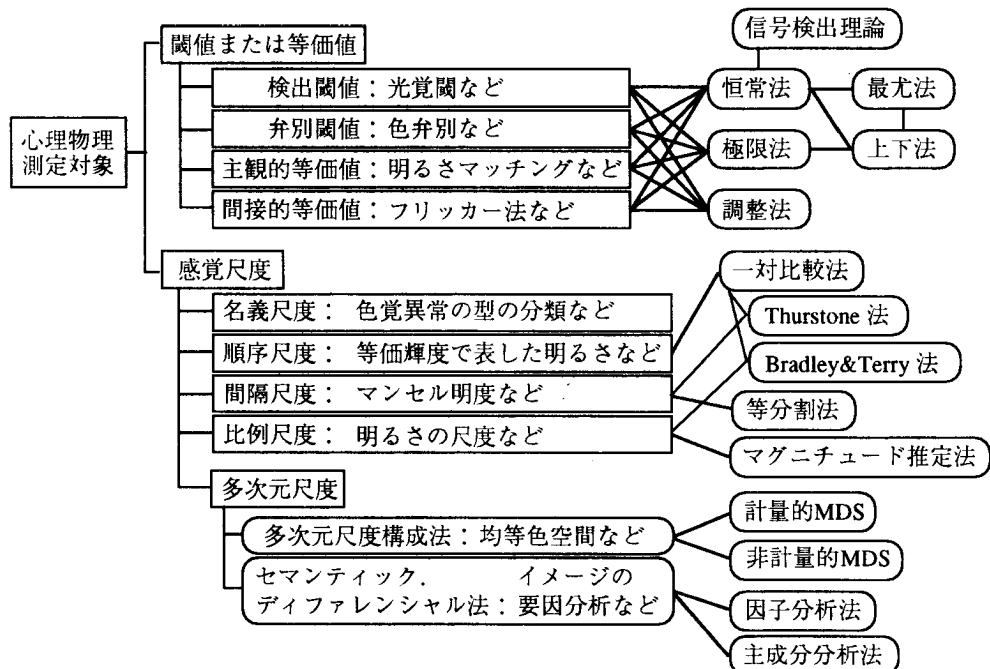 信号検出理論
閾値または等価値
検出閾値：光覚閾など
恒常法
最尤法
弁別閾値：色弁別など
心理物理
測定対象
主観的等価値：明るさマッチングなど
極限法
上下法
間接的等価値：フリッカー法など
調整法
感覚尺度
一対比較法
名義尺度： 色覚異常の型の分類など
Thurstone 法
順序尺度： 等価輝度で表した明るさなど
Bradley&Terry 法
間隔尺度： マンセル明度など
等分割法
比例尺度： 明るさの尺度など
マグニチュード推定法
多次元尺度
計量的MDS
多次元尺度構成法：均等色空間など
非計量的MDS
セマンティック． イメージの
ディファレンシャル法：要因分析など
因子分析法
主成分分析法